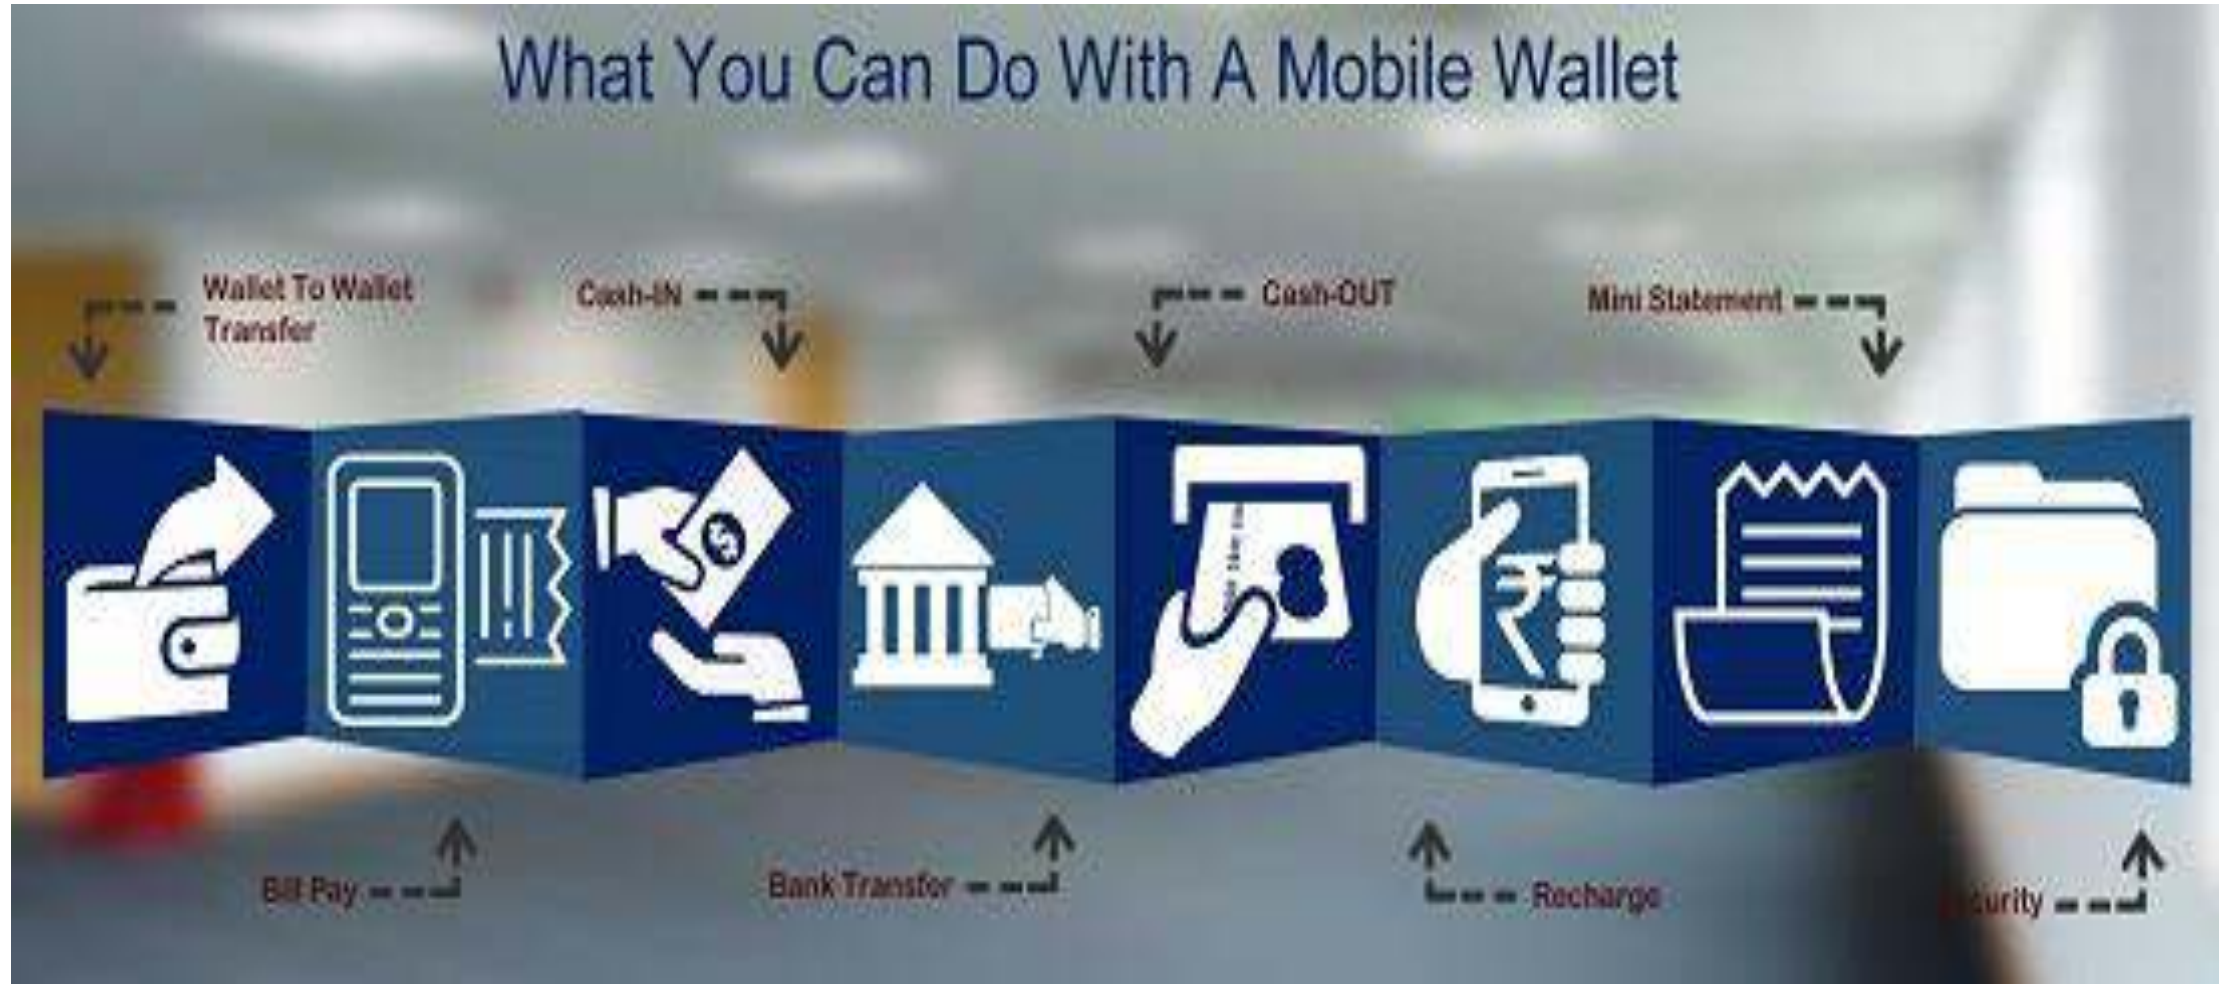 What You Can Do With A Mobile Wallet
Wallet To Wallet
Transfer
Cash-IN
Cash-OUT
Mini Statement
$
₹
Bill Pay
Bank Transfer
Recharge
curity